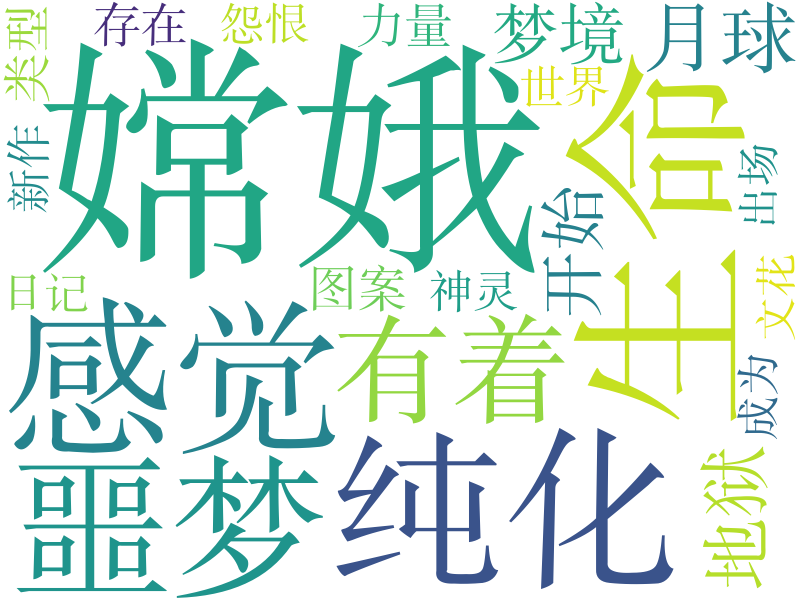 类型
存在
怨恨
力量
梦境
月球
嫦娥
世界
生命
新作
开始
出场
日记
图案
神灵
文花
感觉
有着
成为
噩梦
纯化
地狱